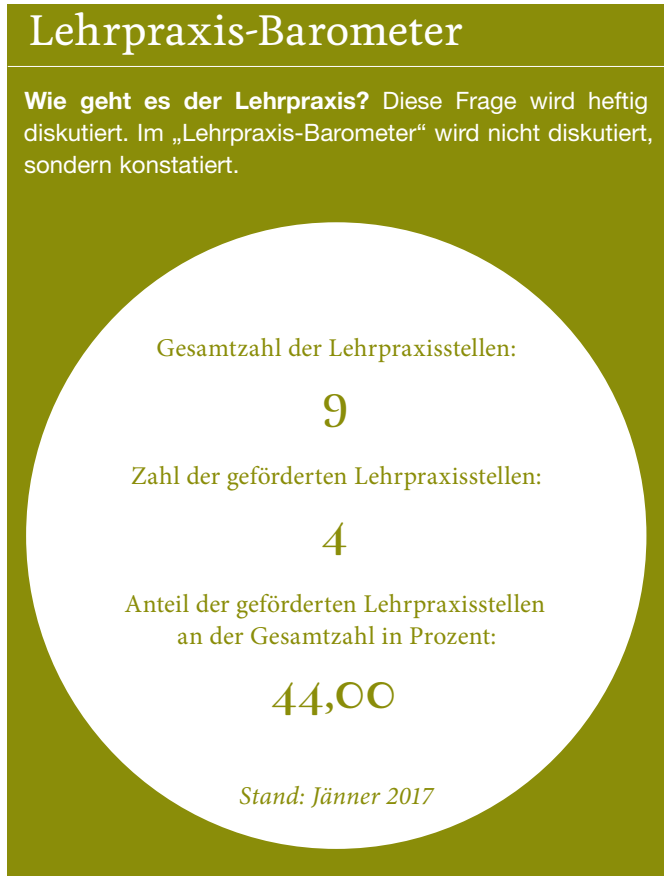 Lehrpraxis-Barometer
Wie geht es der Lehrpraxis? Diese Frage wird heftig
diskutiert. Im „Lehrpraxis-Barometer“ wird nicht diskutiert,
sondern konstatiert.
Gesamtzahl der Lehrpraxisstellen:
9
Zahl der geförderten Lehrpraxisstellen:
4
Anteil der geförderten Lehrpraxisstellen
an der Gesamtzahl in Prozent:
44,00
Stand: Jänner 2017